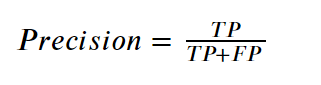 Precision = TP / TP+FP